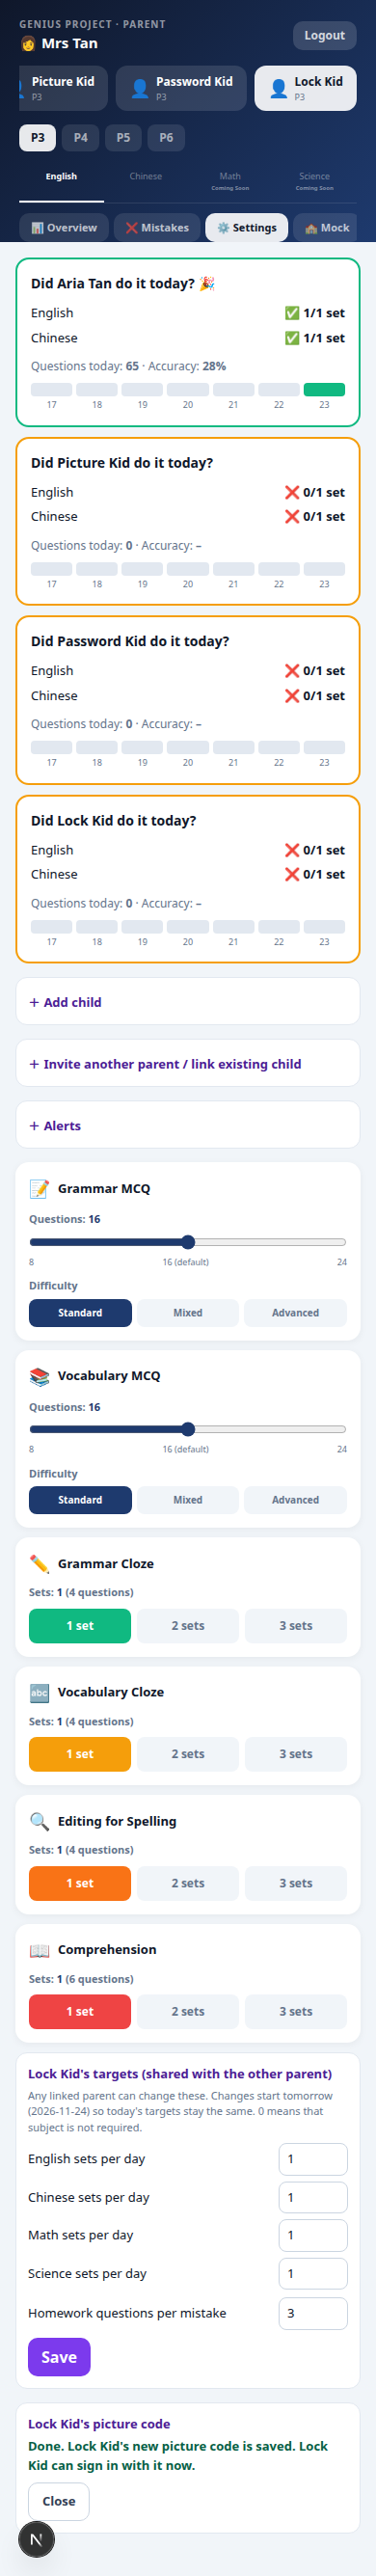 GENIUS PROJECT · PARENT
👩 Mrs Tan
Logout
Picture Kid
P3
Password Kid
P3
Lock Kid
P3
P3
P4
P5
P6
English
Chinese
Math
Coming Soon
Science
Coming Soon
📊 Overview
❌ Mistakes
⚙️ Settings
🏫 Mock
Did Aria Tan do it today? 🎉
English ✅ 1/1 set
Chinese ✅ 1/1 set
Questions today: 65 · Accuracy: 28%
17 18 19 20 21 22 23
Did Picture Kid do it today?
English ❌ 0/1 set
Chinese ❌ 0/1 set
Questions today: 0 · Accuracy: –
17 18 19 20 21 22 23
Did Password Kid do it today?
English ❌ 0/1 set
Chinese ❌ 0/1 set
Questions today: 0 · Accuracy: –
17 18 19 20 21 22 23
Did Lock Kid do it today?
English ❌ 0/1 set
Chinese ❌ 0/1 set
Questions today: 0 · Accuracy: –
17 18 19 20 21 22 23
+ Add child
+ Invite another parent / link existing child
+ Alerts
📝 Grammar MCQ
Questions: 16
8 16 (default) 24
Difficulty
Standard Mixed Advanced
📚 Vocabulary MCQ
Questions: 16
8 16 (default) 24
Difficulty
Standard Mixed Advanced
✏️ Grammar Cloze
Sets: 1 (4 questions)
1 set 2 sets 3 sets
🔤 Vocabulary Cloze
Sets: 1 (4 questions)
1 set 2 sets 3 sets
🔍 Editing for Spelling
Sets: 1 (4 questions)
1 set 2 sets 3 sets
📖 Comprehension
Sets: 1 (6 questions)
1 set 2 sets 3 sets
Lock Kid's targets (shared with the other parent)
Any linked parent can change these. Changes start tomorrow
(2026-11-24) so today's targets stay the same. 0 means that
subject is not required.
English sets per day 1
Chinese sets per day 1
Math sets per day 1
Science sets per day 1
Homework questions per mistake 3
Save
Lock Kid's picture code
Done. Lock Kid's new picture code is saved. Lock
Kid can sign in with it now.
Close
N